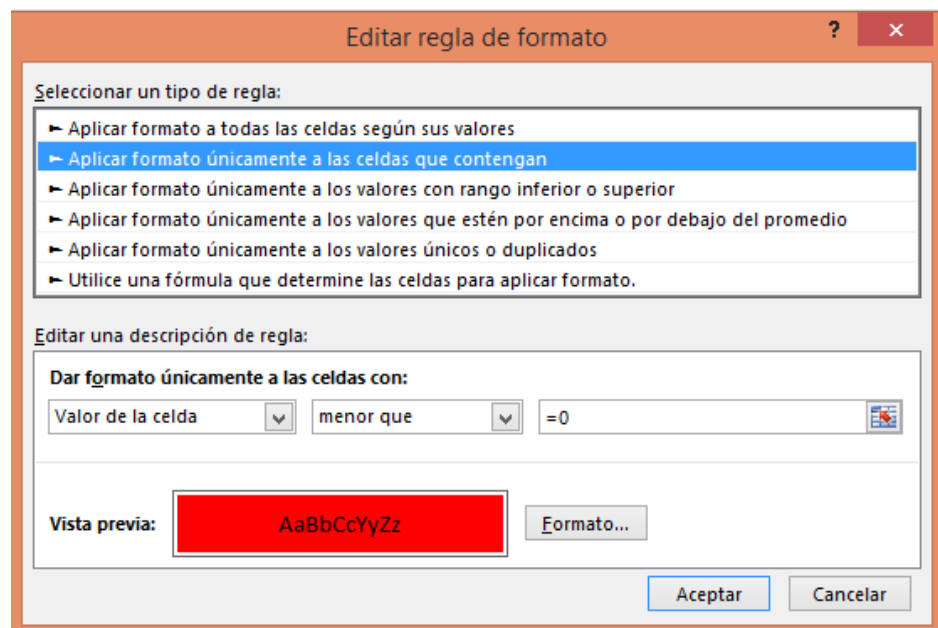 Editar regla de formato
? ×
Seleccionar un tipo de regla:
► Aplicar formato a todas las celdas según sus valores
► Aplicar formato únicamente a las celdas que contengan
► Aplicar formato únicamente a los valores con rango inferior o superior
► Aplicar formato únicamente a los valores que estén por encima o por debajo del promedio
► Aplicar formato únicamente a los valores únicos o duplicados
► Utilice una fórmula que determine las celdas para aplicar formato.
Editar una descripción de regla:
Dar formato únicamente a las celdas con:
Valor de la celda menor que =0
Vista previa: AaBbCcYyZz Formato...
Aceptar Cancelar